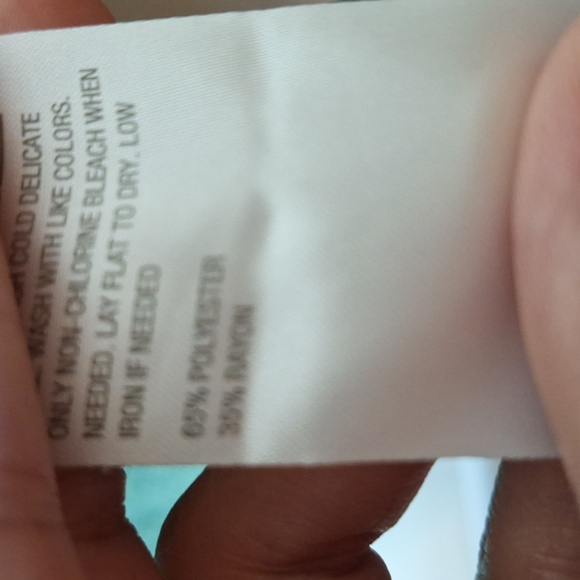 COLD DELICATE
WASH WITH LIKE COLORS.
ONLY NON-CHLORINE BLEACH WHEN
NEEDED. LAY FLAT TO DRY. LOW
IRON IF NEEDED
65% POLYESTER
35% RAYON